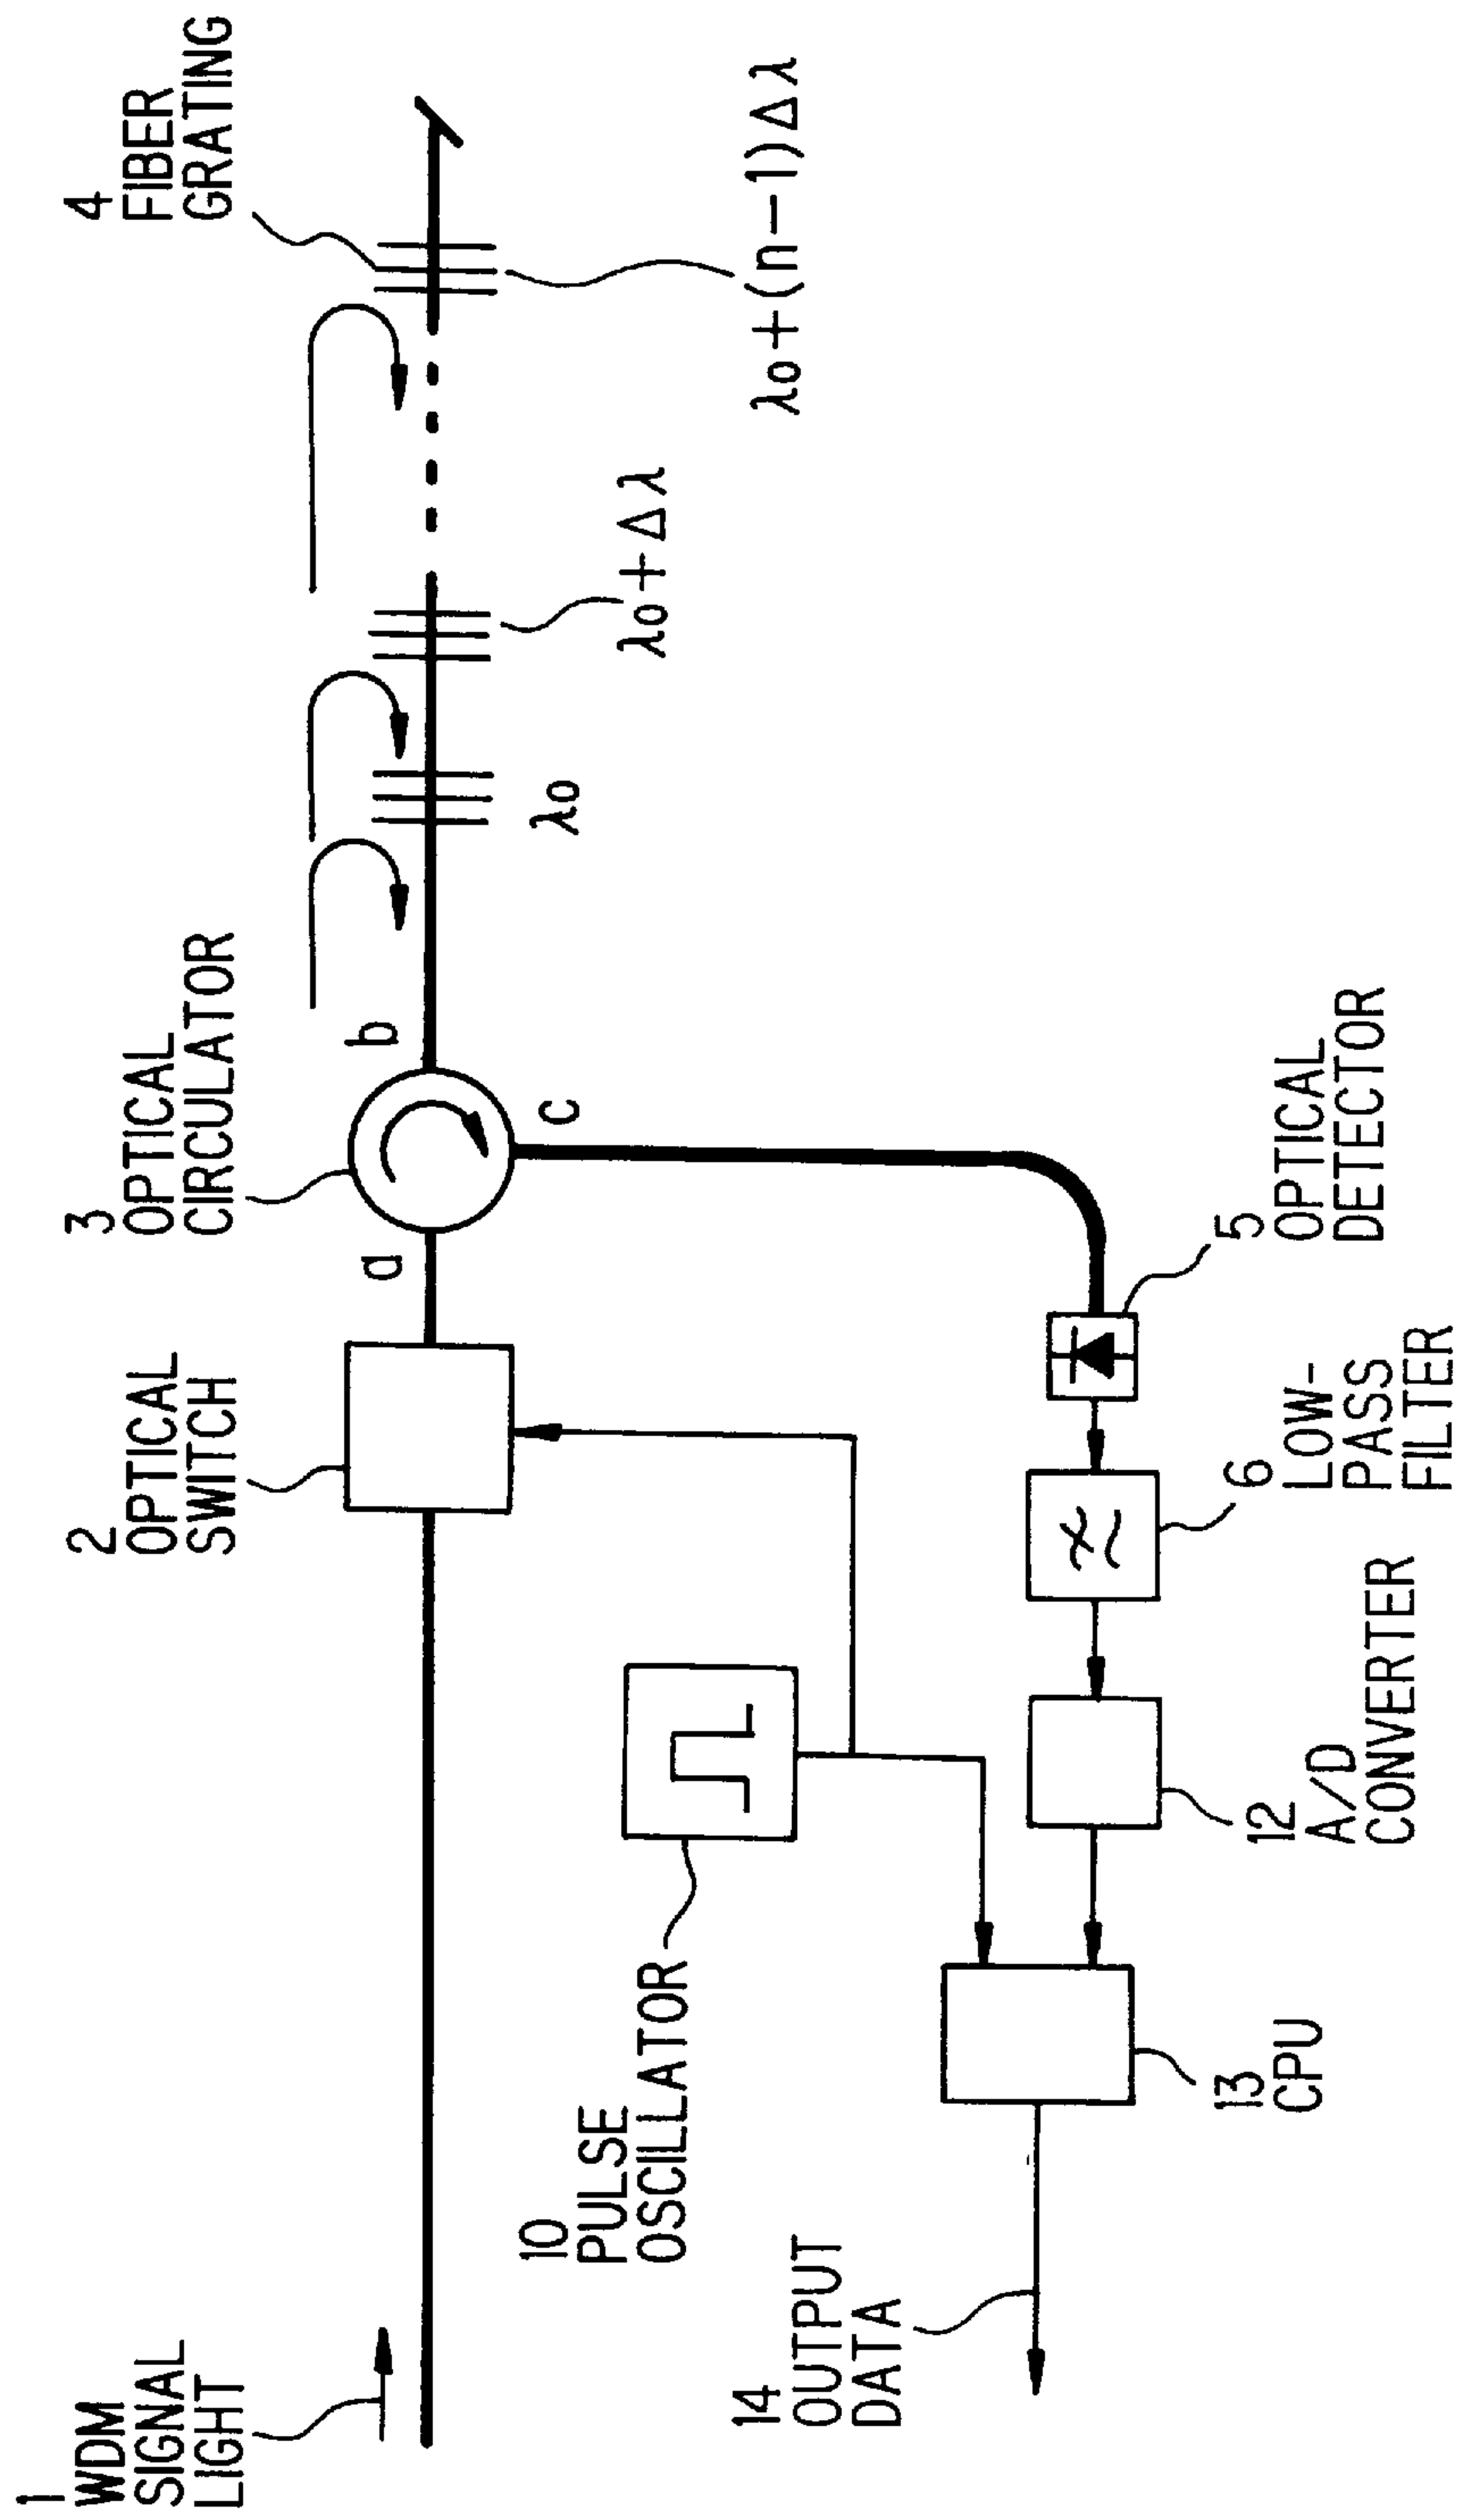 1
WDM
SIGNAL
LIGHT
2
OPTICAL
SWITCH
3
OPTICAL
CIRCULATOR
4
FIBER
GRATING
a
b
c
λo
λo+Δλ
λo+(n-1)Δλ
10
PULSE
OSCILLATOR
5
OPTICAL
DETECTOR
6
LOW-
PASS
FILTER
12
A/D
CONVERTER
13
CPU
14
OUTPUT
DATA